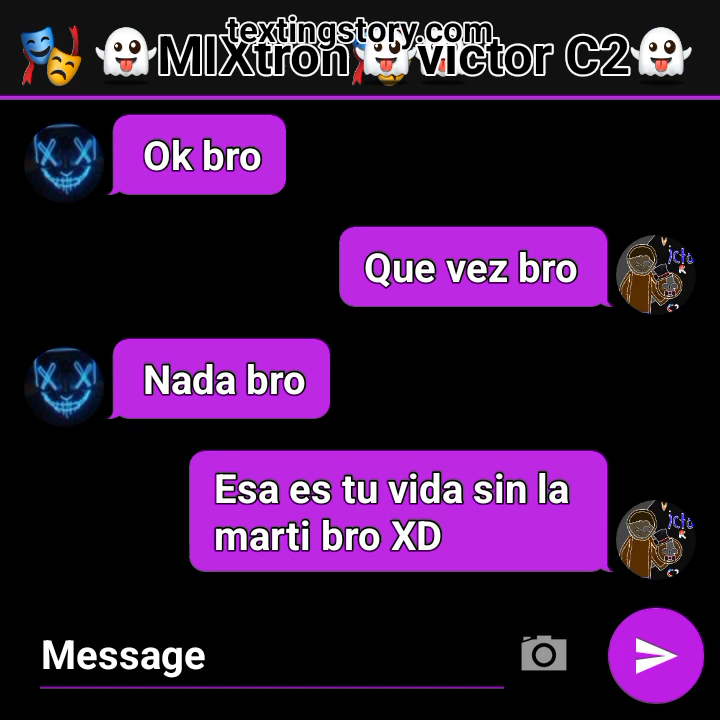 textingstory.com
🎭 👻MIXtron🎭👻victor C2👻
Ok bro
Que vez bro
Nada bro
Esa es tu vida sin la
marti bro XD
Message